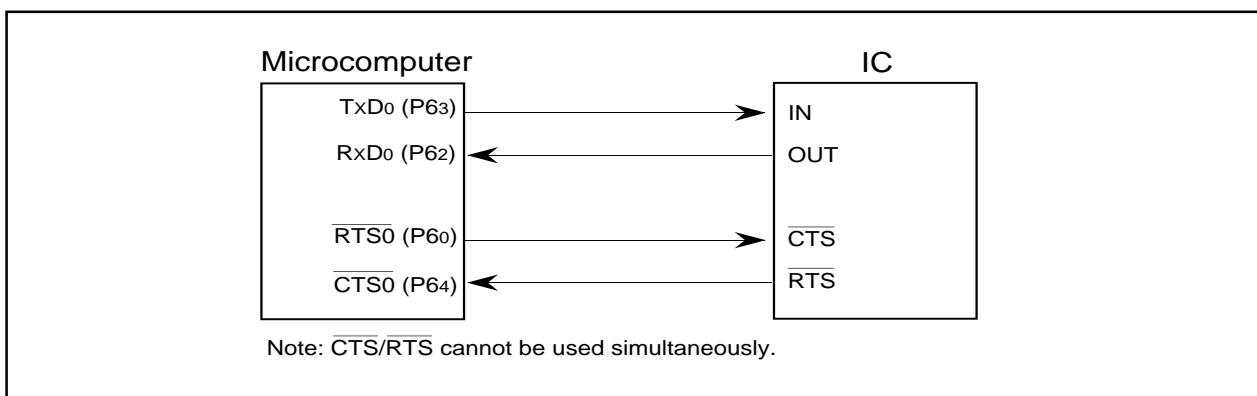 Microcomputer
IC
TxD0 (P63)
IN
RxD0 (P62)
OUT
RTS0 (P60)
CTS
CTS0 (P64)
RTS
Note: CTS/RTS cannot be used simultaneously.